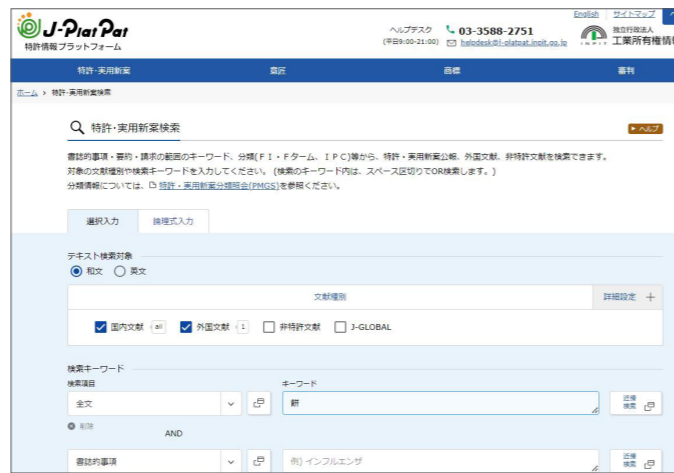 J-PlatPat
特許情報プラットフォーム
English サイトマップ
ヘルプデスク 03-3588-2751
(平日9:00-21:00) helpdesk@j-platpat.inpit.go.jp
INPIT 独立行政法人
工業所有権情
特許・実用新案 意匠 商標 審判
ホーム > 特許・実用新案検索
特許・実用新案検索 ヘルプ
書誌的事項・要約・請求の範囲のキーワード、分類(FI・Fターム、IPC)等から、特許・実用新案公報、外国文献、非特許文献を検索できます。
対象の文献種別や検索キーワードを入力してください。(検索のキーワード内は、スペース区切りでOR検索します。)
分類情報については、特許・実用新案分類照会(PMGS)を参照ください。
選択入力 論理式入力
テキスト検索対象
和文 英文
文献種別 詳細設定 +
国内文献 all 外国文献 1 非特許文献 J-GLOBAL
検索キーワード
検索項目 キーワード
全文 餅 近傍検索
削除 AND
書誌的事項 例) インフルエンザ 近傍検索